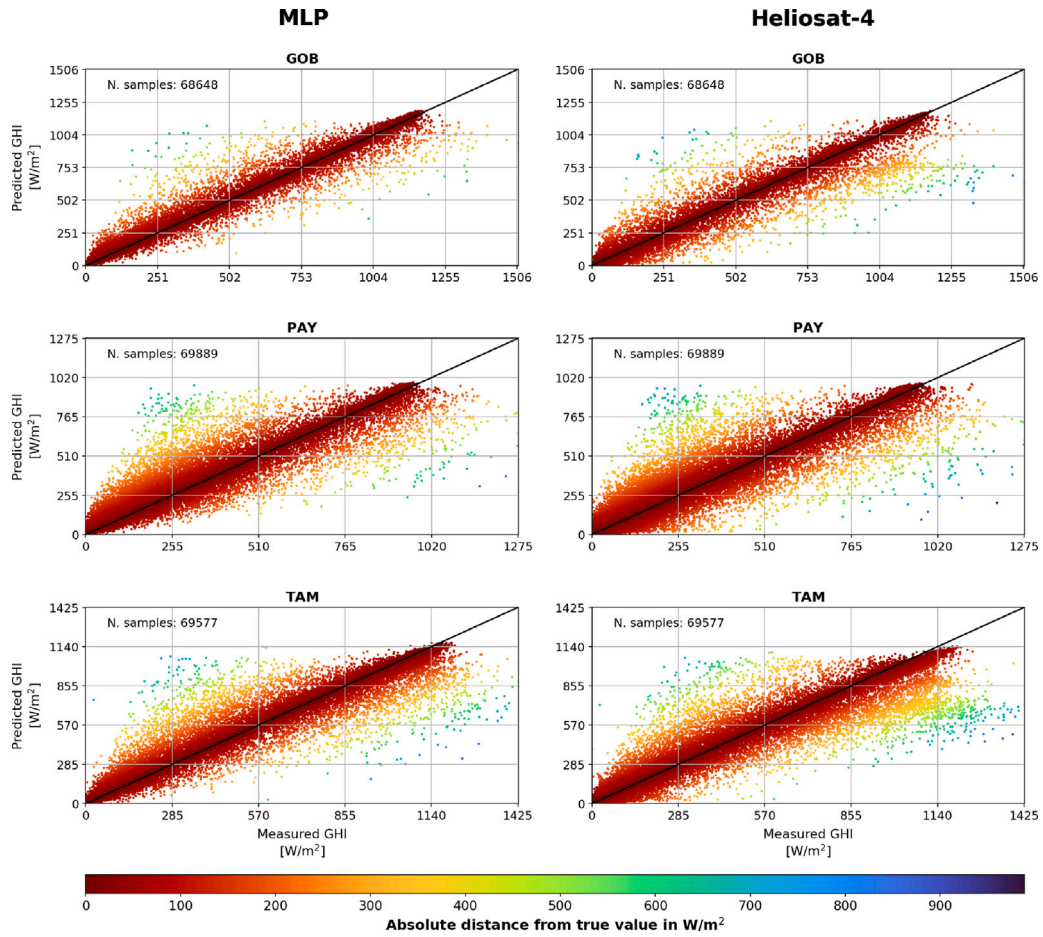 MLP
Heliosat-4
GOB
GOB
N. samples: 68648
N. samples: 68648
1506
1255
1004
753
502
251
0
Predicted GHI
[W/m²]
0 251 502 753 1004 1255 1506
1506
1255
1004
753
502
251
0
0 251 502 753 1004 1255 1506
PAY
PAY
N. samples: 69889
N. samples: 69889
1275
1020
765
510
255
0
Predicted GHI
[W/m²]
0 255 510 765 1020 1275
1275
1020
765
510
255
0
0 255 510 765 1020 1275
TAM
TAM
N. samples: 69577
N. samples: 69577
1425
1140
855
570
285
0
Predicted GHI
[W/m²]
0 285 570 855 1140 1425
Measured GHI
[W/m²]
1425
1140
855
570
285
0
0 285 570 855 1140 1425
Measured GHI
[W/m²]
0 100 200 300 400 500 600 700 800 900
Absolute distance from true value in W/m²